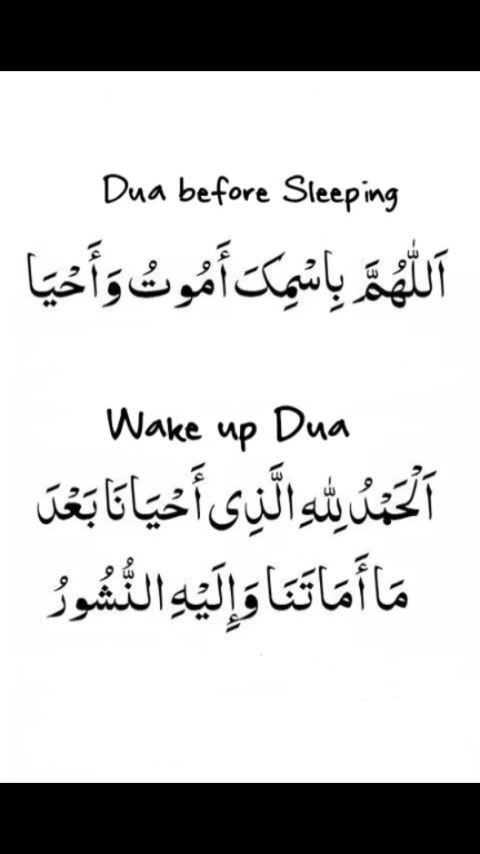 Dua before Sleeping
اَللّٰهُمَّ بِاسْمِكَ أَمُوتُ وَأَحْيَا
Wake up Dua
اَلْحَمْدُ لِلّٰهِ الَّذِى أَحْيَانَا بَعْدَ
مَا أَمَاتَنَا وَإِلَيْهِ النُّشُورُ